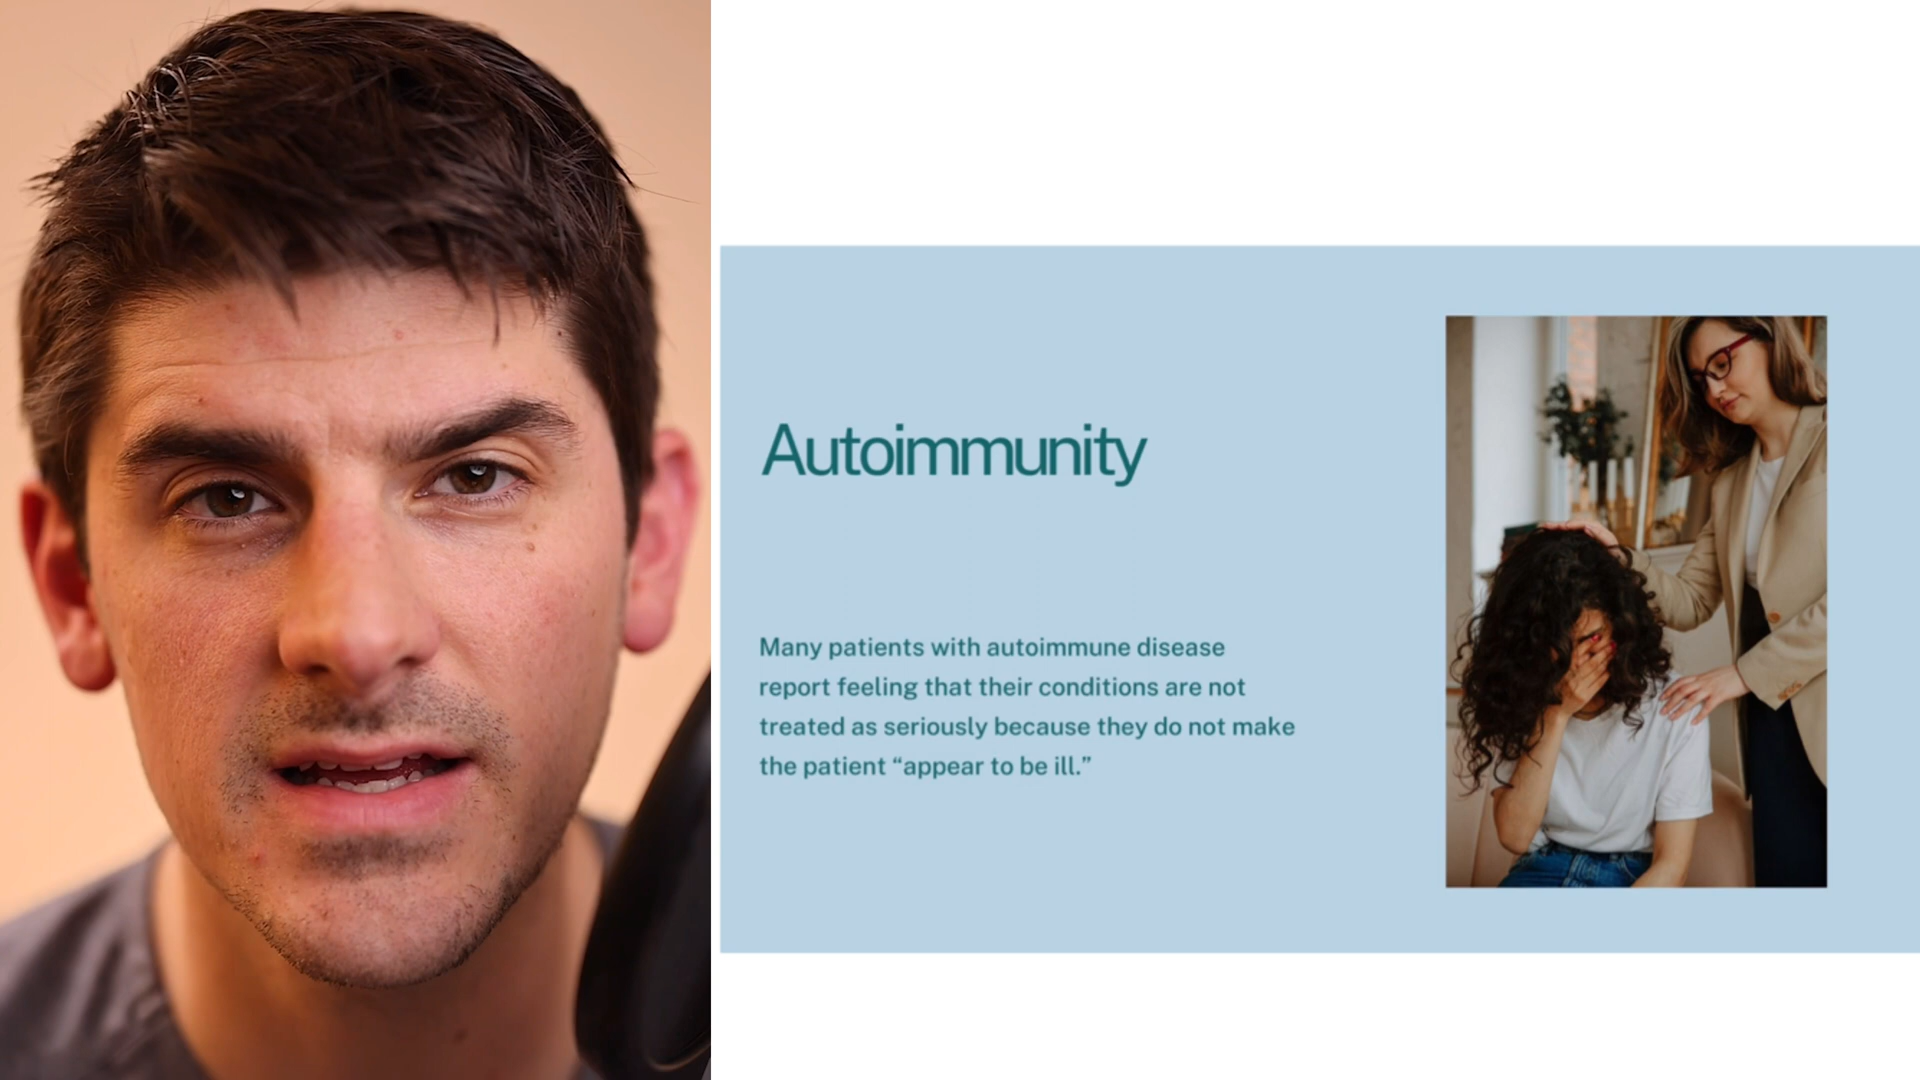 Autoimmunity
Many patients with autoimmune disease
report feeling that their conditions are not
treated as seriously because they do not make
the patient “appear to be ill.”